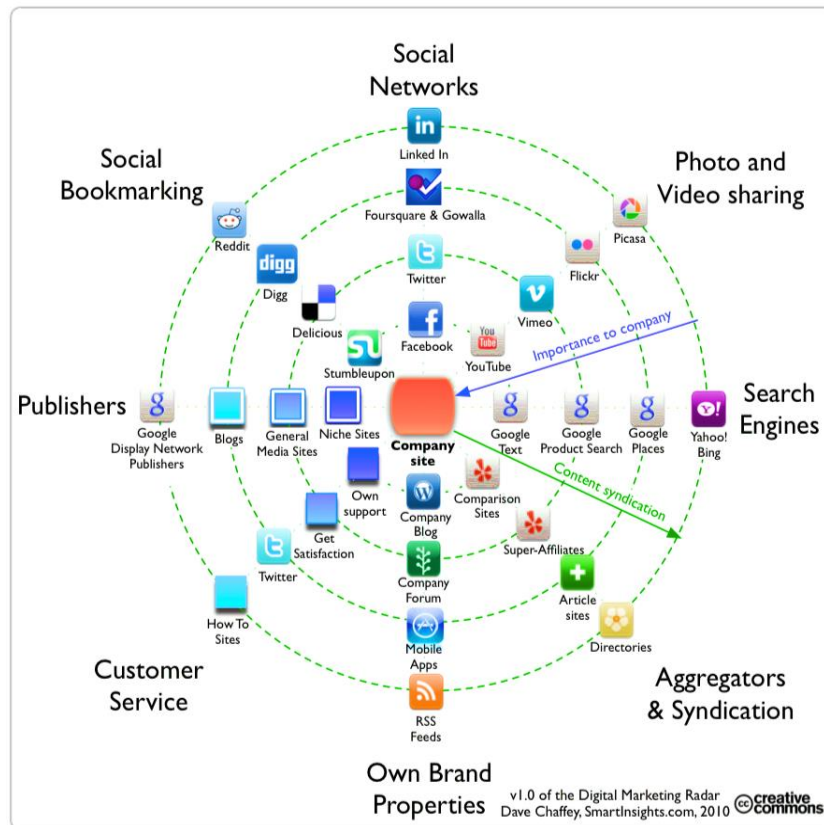 Social
Networks
in
Linked In
Social
Bookmarking
Photo and
Video sharing
Foursquare & Gowalla
Reddit
Picasa
digg
Digg
Twitter
Flickr
Delicious
Vimeo
f
Facebook
You
Tube
YouTube
Importance to company
Stumbleupon
Publishers
Google
Display Network
Publishers
Blogs
General
Media Sites
Niche Sites
Company
site
Google
Text
Google
Product Search
Google
Places
Yahoo!
Bing
Search
Engines
Own
support
Company
Blog
Comparison
Sites
Content syndication
Get
Satisfaction
Super-Affiliates
Twitter
Company
Forum
Article
sites
How To
Sites
Mobile
Apps
Directories
Customer
Service
RSS
Feeds
Aggregators
& Syndication
Own Brand
Properties
v1.0 of the Digital Marketing Radar
Dave Chaffey, SmartInsights.com, 2010
cc creative
commons